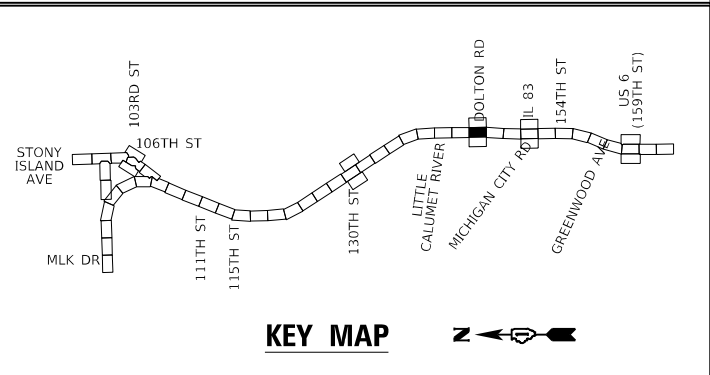 103RD ST
106TH ST
STONY
ISLAND
AVE
MLK DR
111TH ST
115TH ST
130TH ST
LITTLE
CALUMET RIVER
DOLTON RD
MICHIGAN CITY RD
IL 83
154TH ST
GREENWOOD AVE
US 6
(159TH ST)
KEY MAP
N